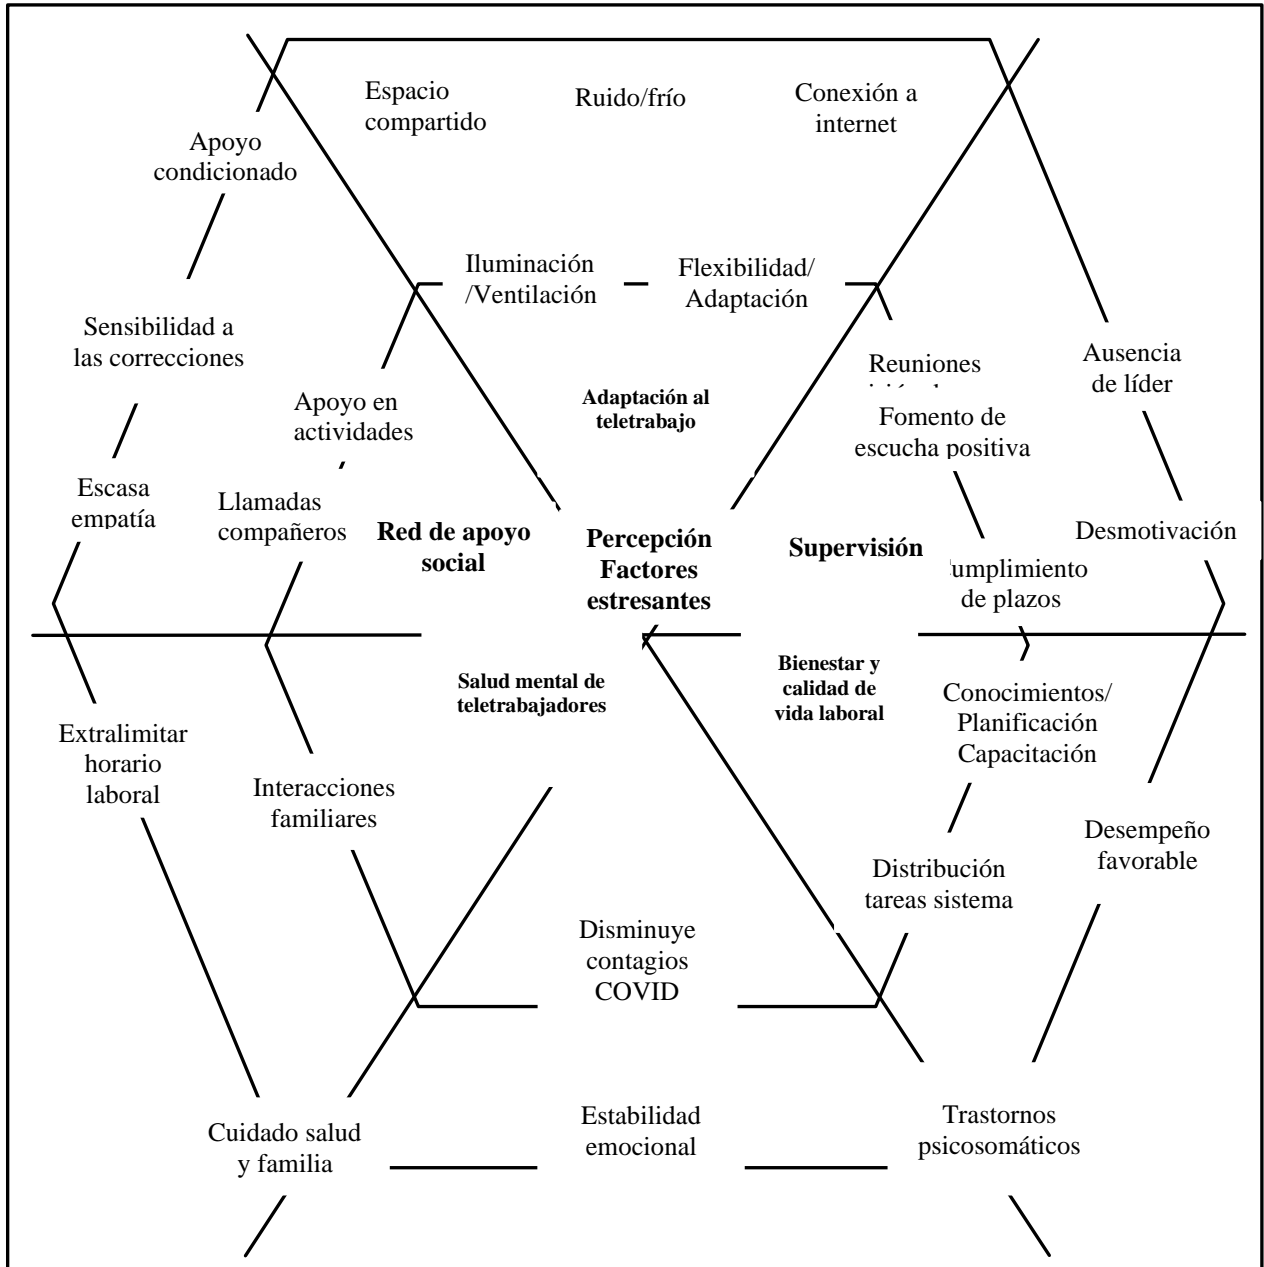 Espacio
compartido
Ruido/frío
Conexión a
internet
Apoyo
condicionado
Iluminación
/Ventilación
Flexibilidad/
Adaptación
Sensibilidad a
las correcciones
Apoyo en
actividades
Adaptación al
teletrabajo
Reuniones
Fomento de
escucha positiva
Ausencia
de líder
Escasa
empatía
Llamadas
compañeros
Red de apoyo
social
Percepción
Factores
estresantes
Supervisión
Desmotivación
umplimiento
de plazos
Salud mental de
teletrabajadores
Bienestar y
calidad de
vida laboral
Conocimientos/
Planificación
Capacitación
Extralimitar
horario
laboral
Interacciones
familiares
Desempeño
favorable
Distribución
tareas sistema
Disminuye
contagios
COVID
Cuidado salud
y familia
Estabilidad
emocional
Trastornos
psicosomáticos